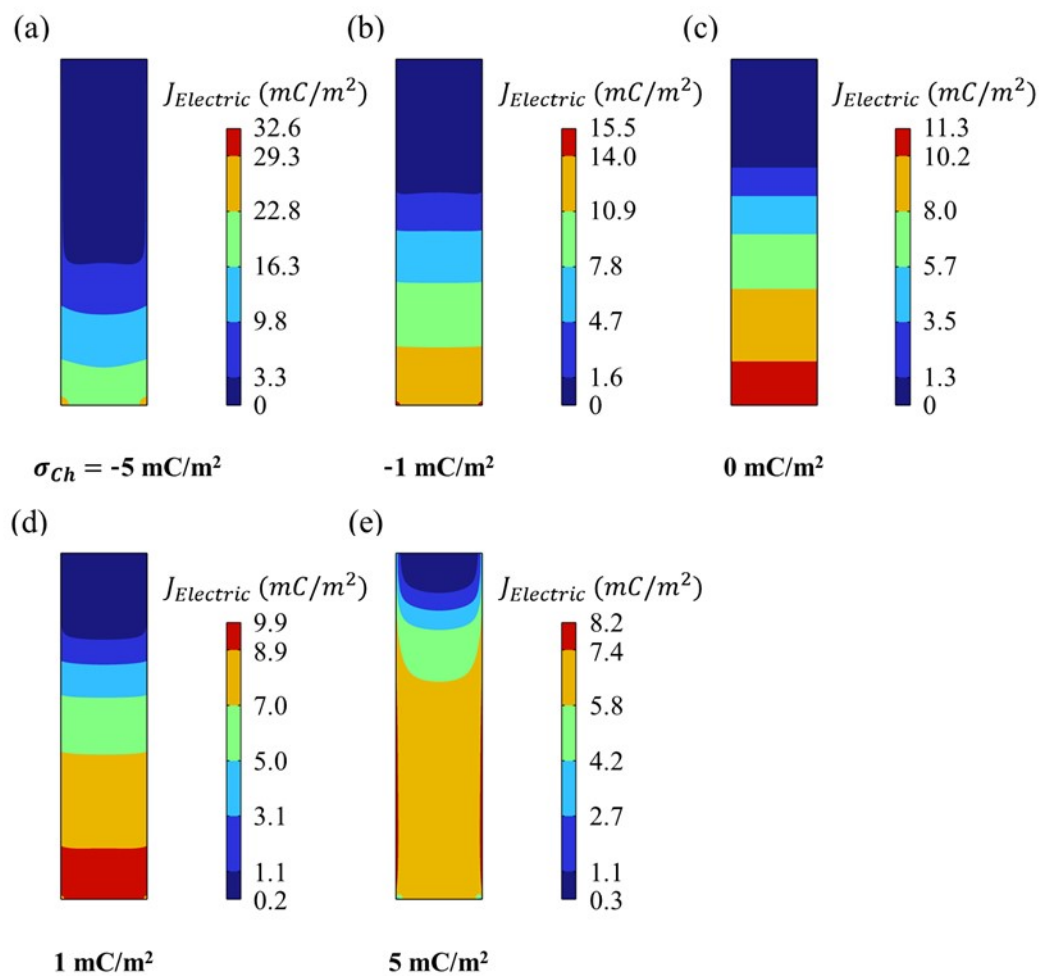 (a)
J_Electric (mC/m²)
32.6
29.3
22.8
16.3
9.8
3.3
0
σ_Ch = -5 mC/m²
(b)
J_Electric (mC/m²)
15.5
14.0
10.9
7.8
4.7
1.6
0
-1 mC/m²
(c)
J_Electric (mC/m²)
11.3
10.2
8.0
5.7
3.5
1.3
0
0 mC/m²
(d)
J_Electric (mC/m²)
9.9
8.9
7.0
5.0
3.1
1.1
0.2
1 mC/m²
(e)
J_Electric (mC/m²)
8.2
7.4
5.8
4.2
2.7
1.1
0.3
5 mC/m²